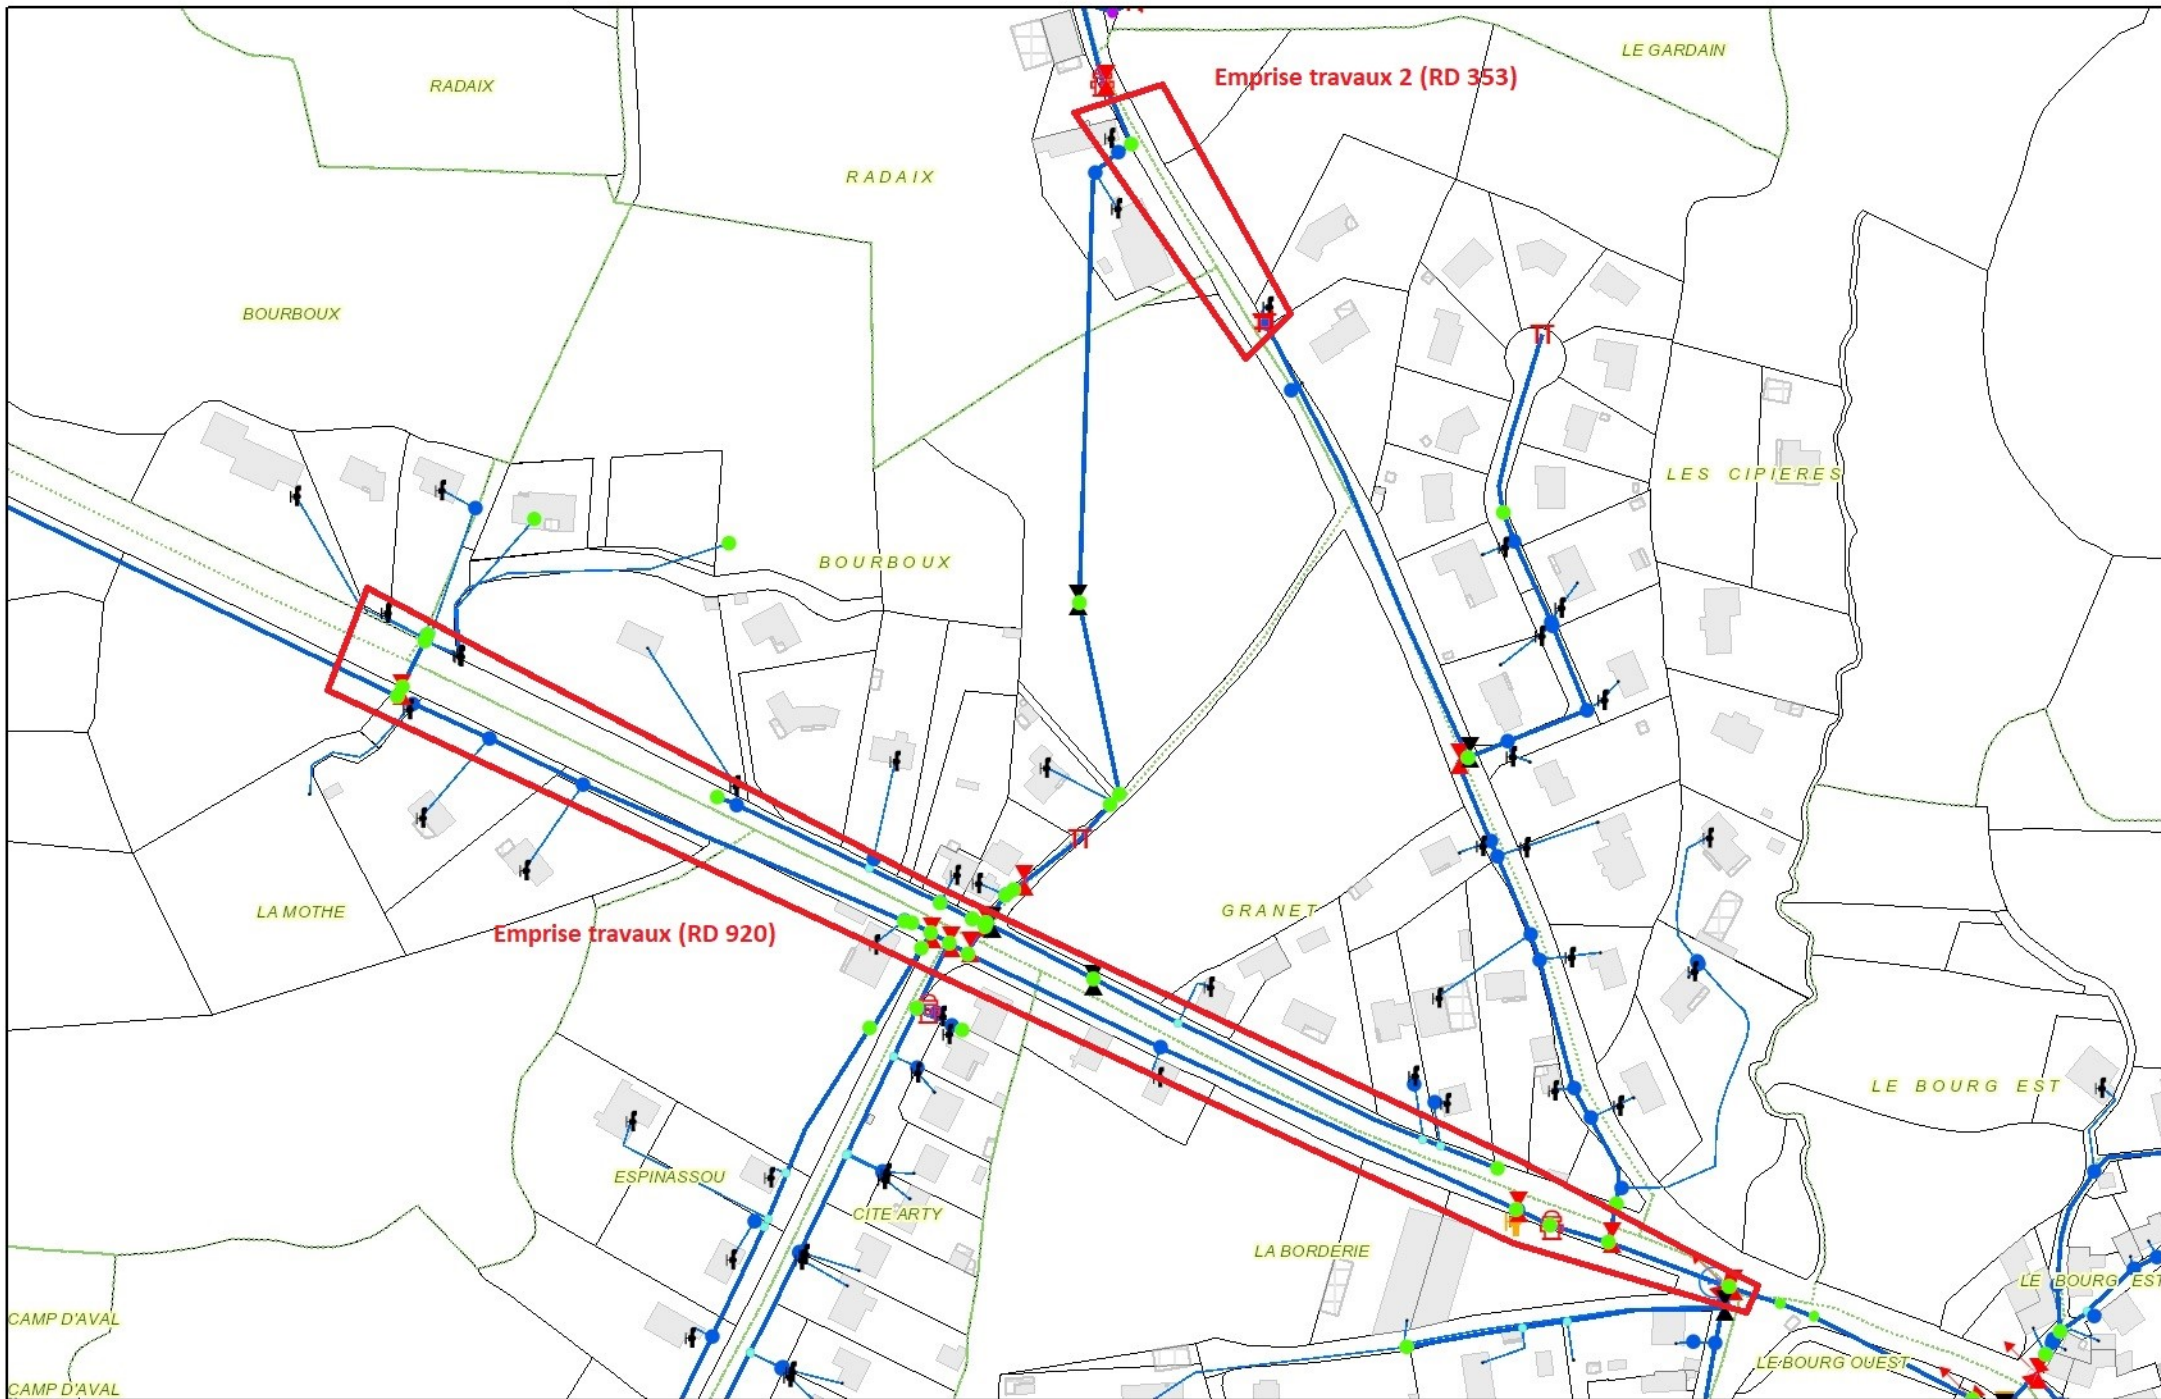 LE GARDAIN
Emprise travaux 2 (RD 353)
RADAIX
RADAIX
BOURBOUX
TT
LES CIPIERES
BOURBOUX
TT
LA MOTHE
GRANET
Emprise travaux (RD 920)
LE BOURG EST
ESPINASSOU
CITE ARTY
LA BORDERIE
LE BOURG EST
CAMP D'AVAL
LE BOURG OUEST
CAMP D'AVAL